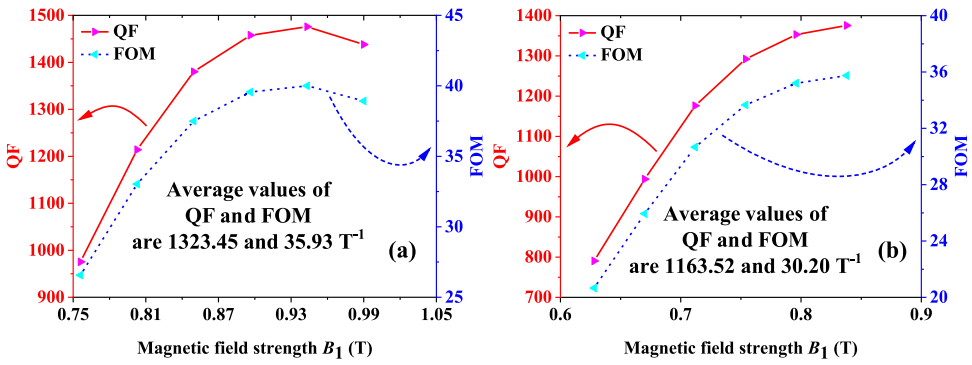 1500
1400
1300
1200
1100
1000
900
QF
QF
FOM
Average values of
QF and FOM
are 1323.45 and 35.93 T⁻¹
(a)
45
40
35
30
25
FOM
0.75 0.81 0.87 0.93 0.99 1.05
Magnetic field strength B₁ (T)
1400
1300
1200
1100
1000
900
800
700
QF
QF
FOM
Average values of
QF and FOM
are 1163.52 and 30.20 T⁻¹
(b)
40
36
32
28
24
20
FOM
0.6 0.7 0.8 0.9
Magnetic field strength B₁ (T)